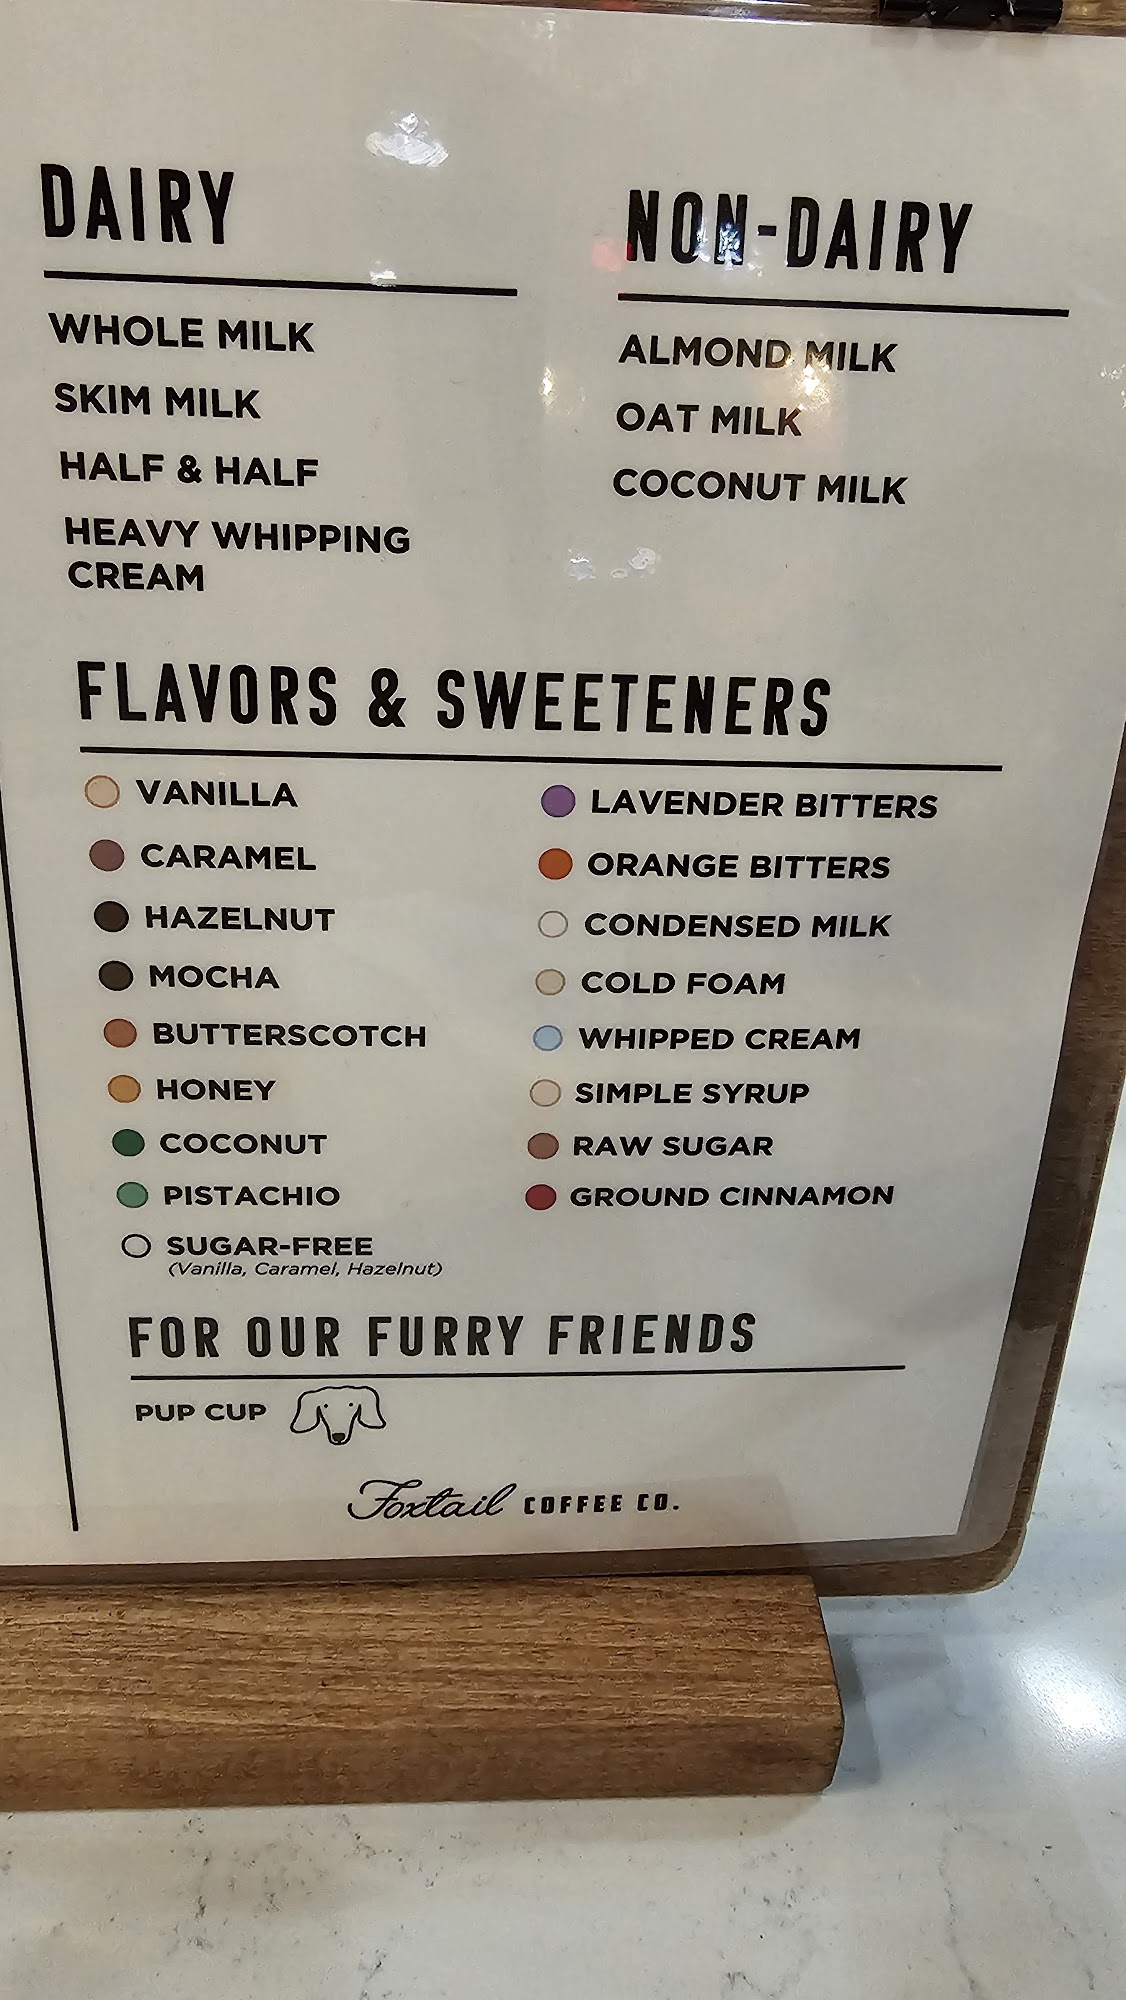 DAIRY
WHOLE MILK
SKIM MILK
HALF & HALF
HEAVY WHIPPING
CREAM
NON-DAIRY
ALMOND MILK
OAT MILK
COCONUT MILK
FLAVORS & SWEETENERS
VANILLA
CARAMEL
HAZELNUT
MOCHA
BUTTERSCOTCH
HONEY
COCONUT
PISTACHIO
SUGAR-FREE
(Vanilla, Caramel, Hazelnut)
LAVENDER BITTERS
ORANGE BITTERS
CONDENSED MILK
COLD FOAM
WHIPPED CREAM
SIMPLE SYRUP
RAW SUGAR
GROUND CINNAMON
FOR OUR FURRY FRIENDS
PUP CUP
Foxtail COFFEE CO.